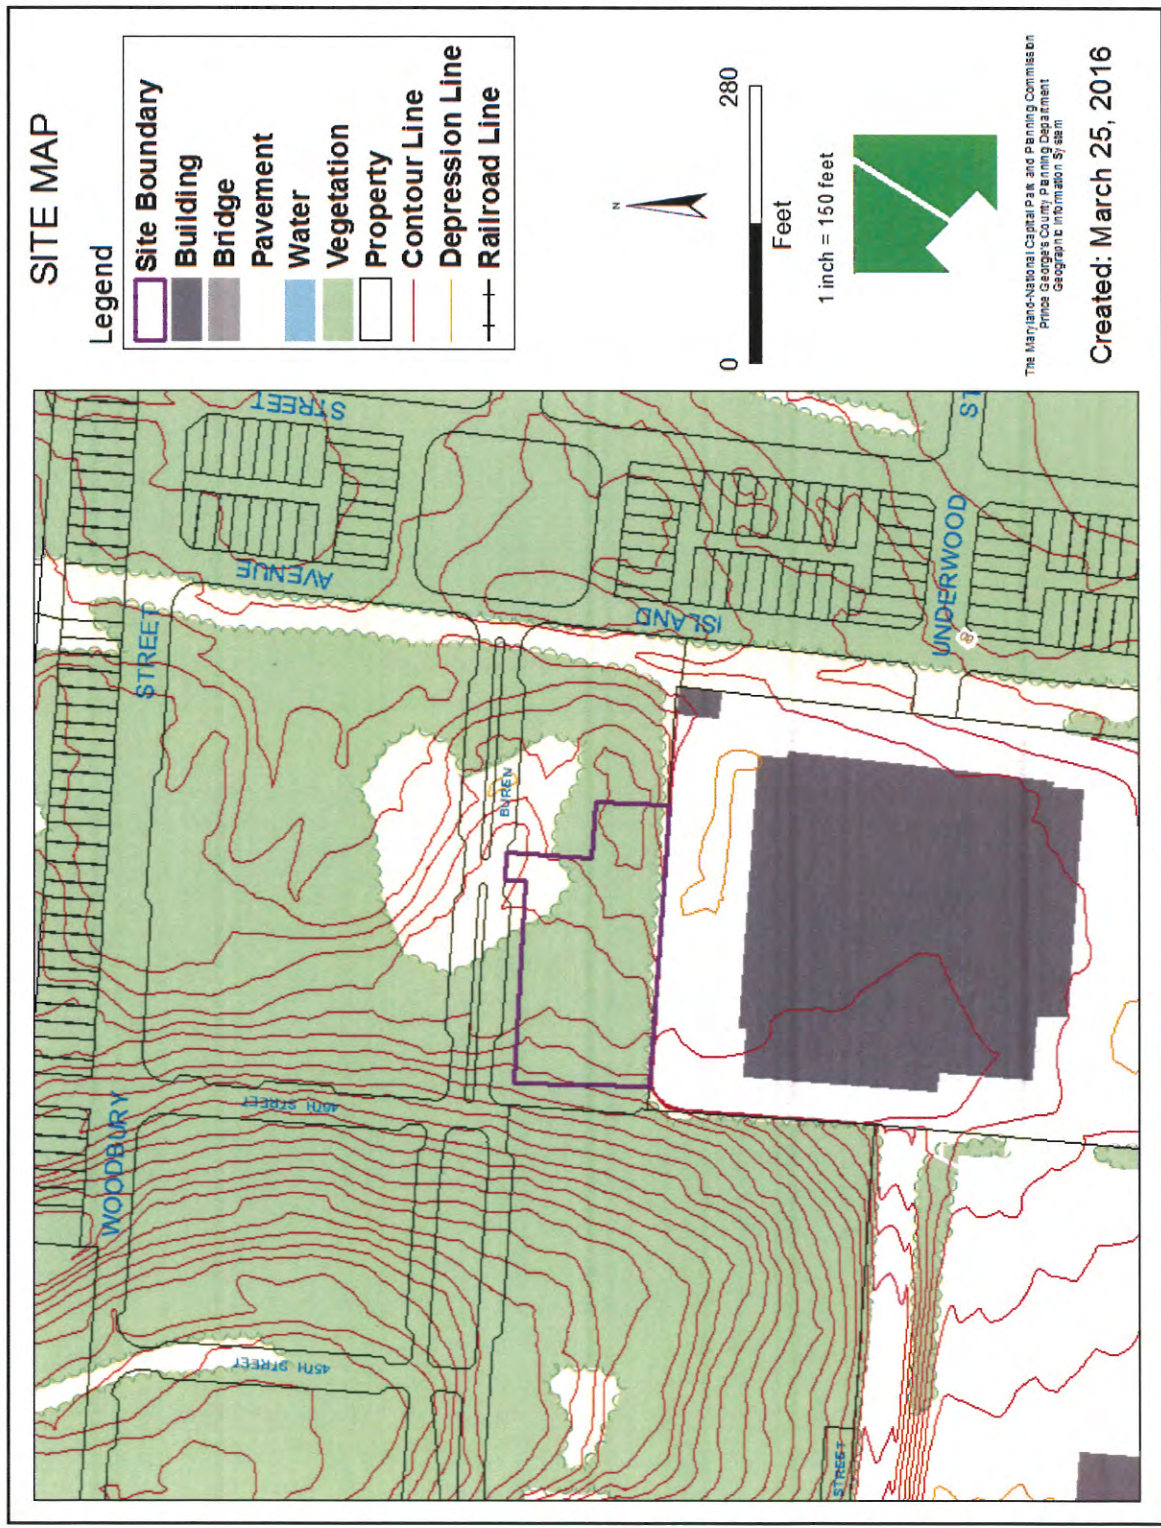 SITE MAP
Legend
Site Boundary
Building
Bridge
Pavement
Water
Vegetation
Property
Contour Line
Depression Line
Railroad Line
N
0
280
Feet
1 inch = 150 feet
The Maryland-National Capital Park and Planning Commission
Prince George's County Planning Department
Geographic Information System
Created: March 25, 2016
WOODBURY
STREET
AVENUE
STREET
46TH STREET
45TH STREET
BUREN
ISLAND
UNDERWOOD
ST
STREET